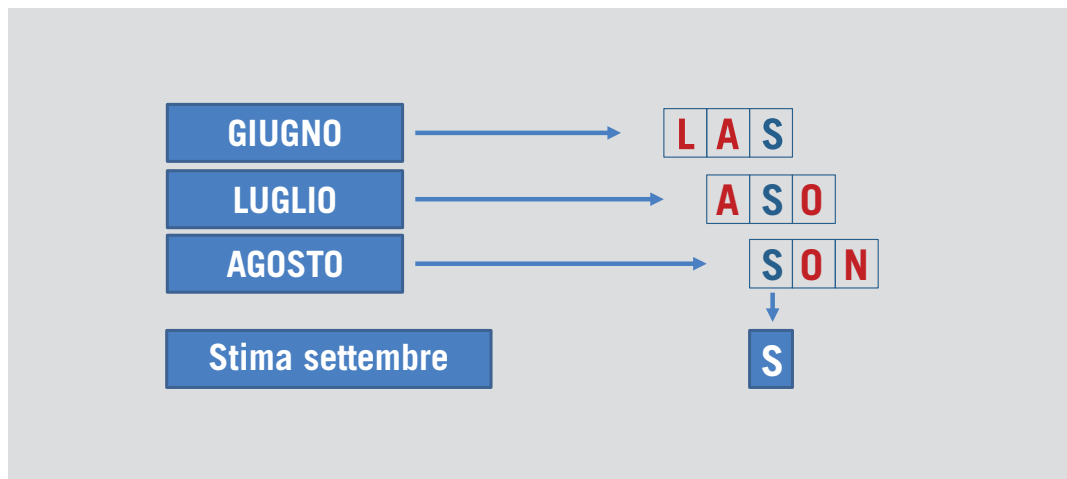 GIUGNO L A S
LUGLIO A S O
AGOSTO S O N
Stima settembre S